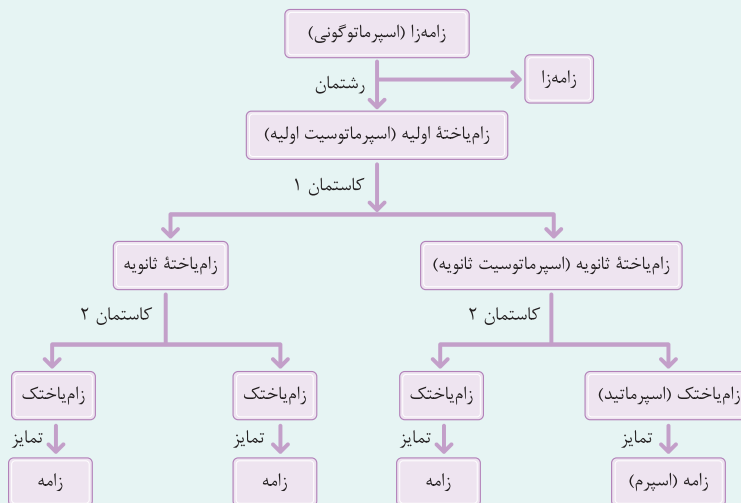 زامه‌زا (اسپرماتوگونی)
رشتمان
زامه‌زا
زام‌یاختهٔ اولیه (اسپرماتوسیت اولیه)
کاستمان ۱
زام‌یاختهٔ ثانویه (اسپرماتوسیت ثانویه)
زام‌یاختهٔ ثانویه
کاستمان ۲
کاستمان ۲
زام‌یاختک (اسپرماتید)
زام‌یاختک
زام‌یاختک
زام‌یاختک
تمایز
تمایز
تمایز
تمایز
زامه (اسپرم)
زامه
زامه
زامه